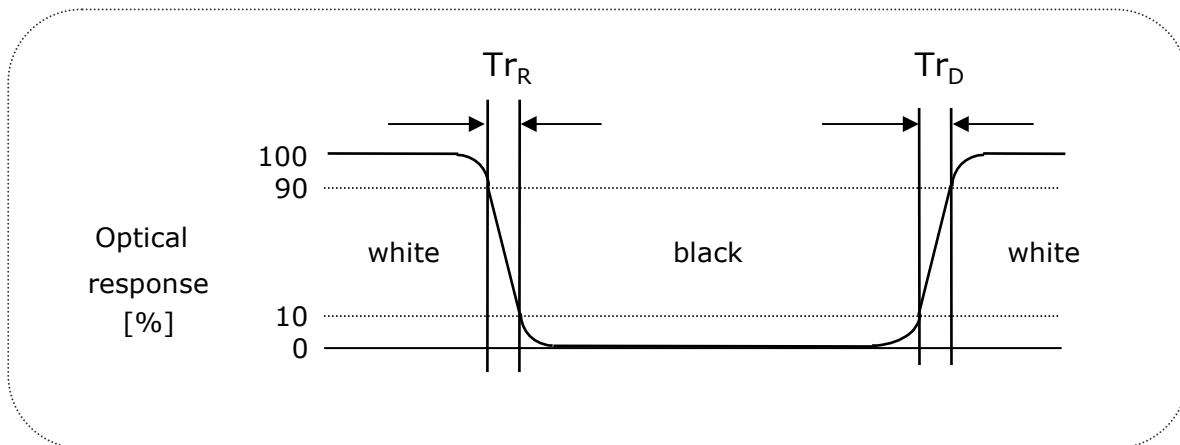 Tr_R Tr_D
100
90
Optical
response
[%]
white black white
10
0